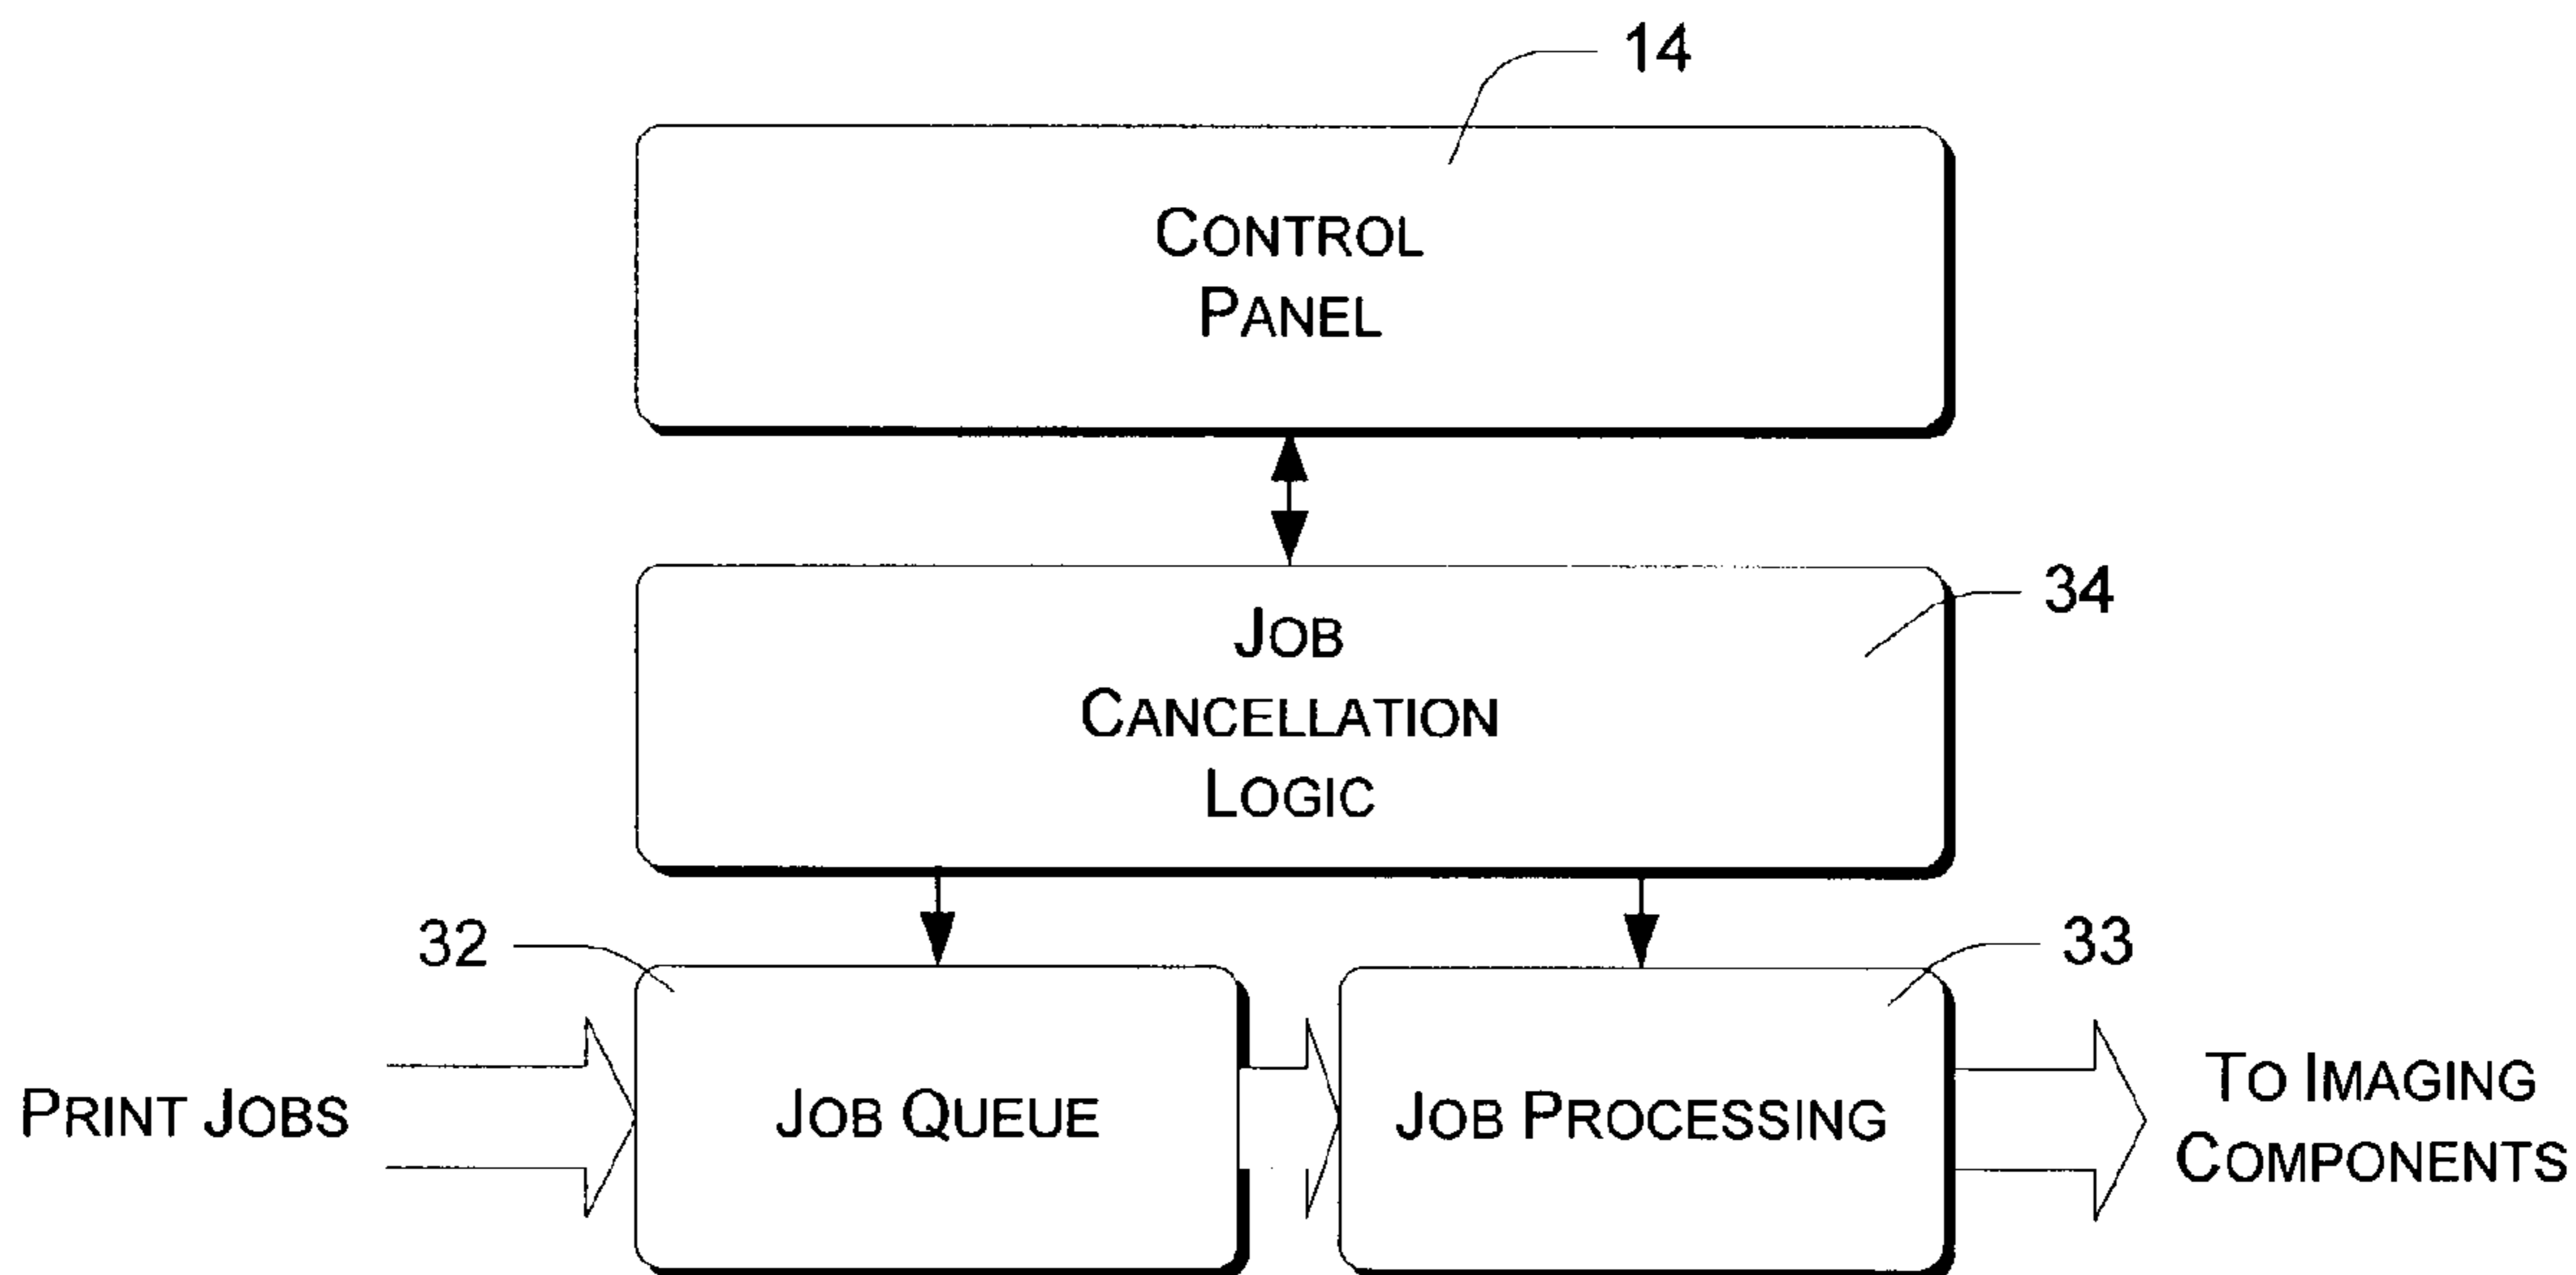 14
CONTROL
PANEL
34
JOB
CANCELLATION
LOGIC
32
33
PRINT JOBS
JOB QUEUE
JOB PROCESSING
TO IMAGING
COMPONENTS